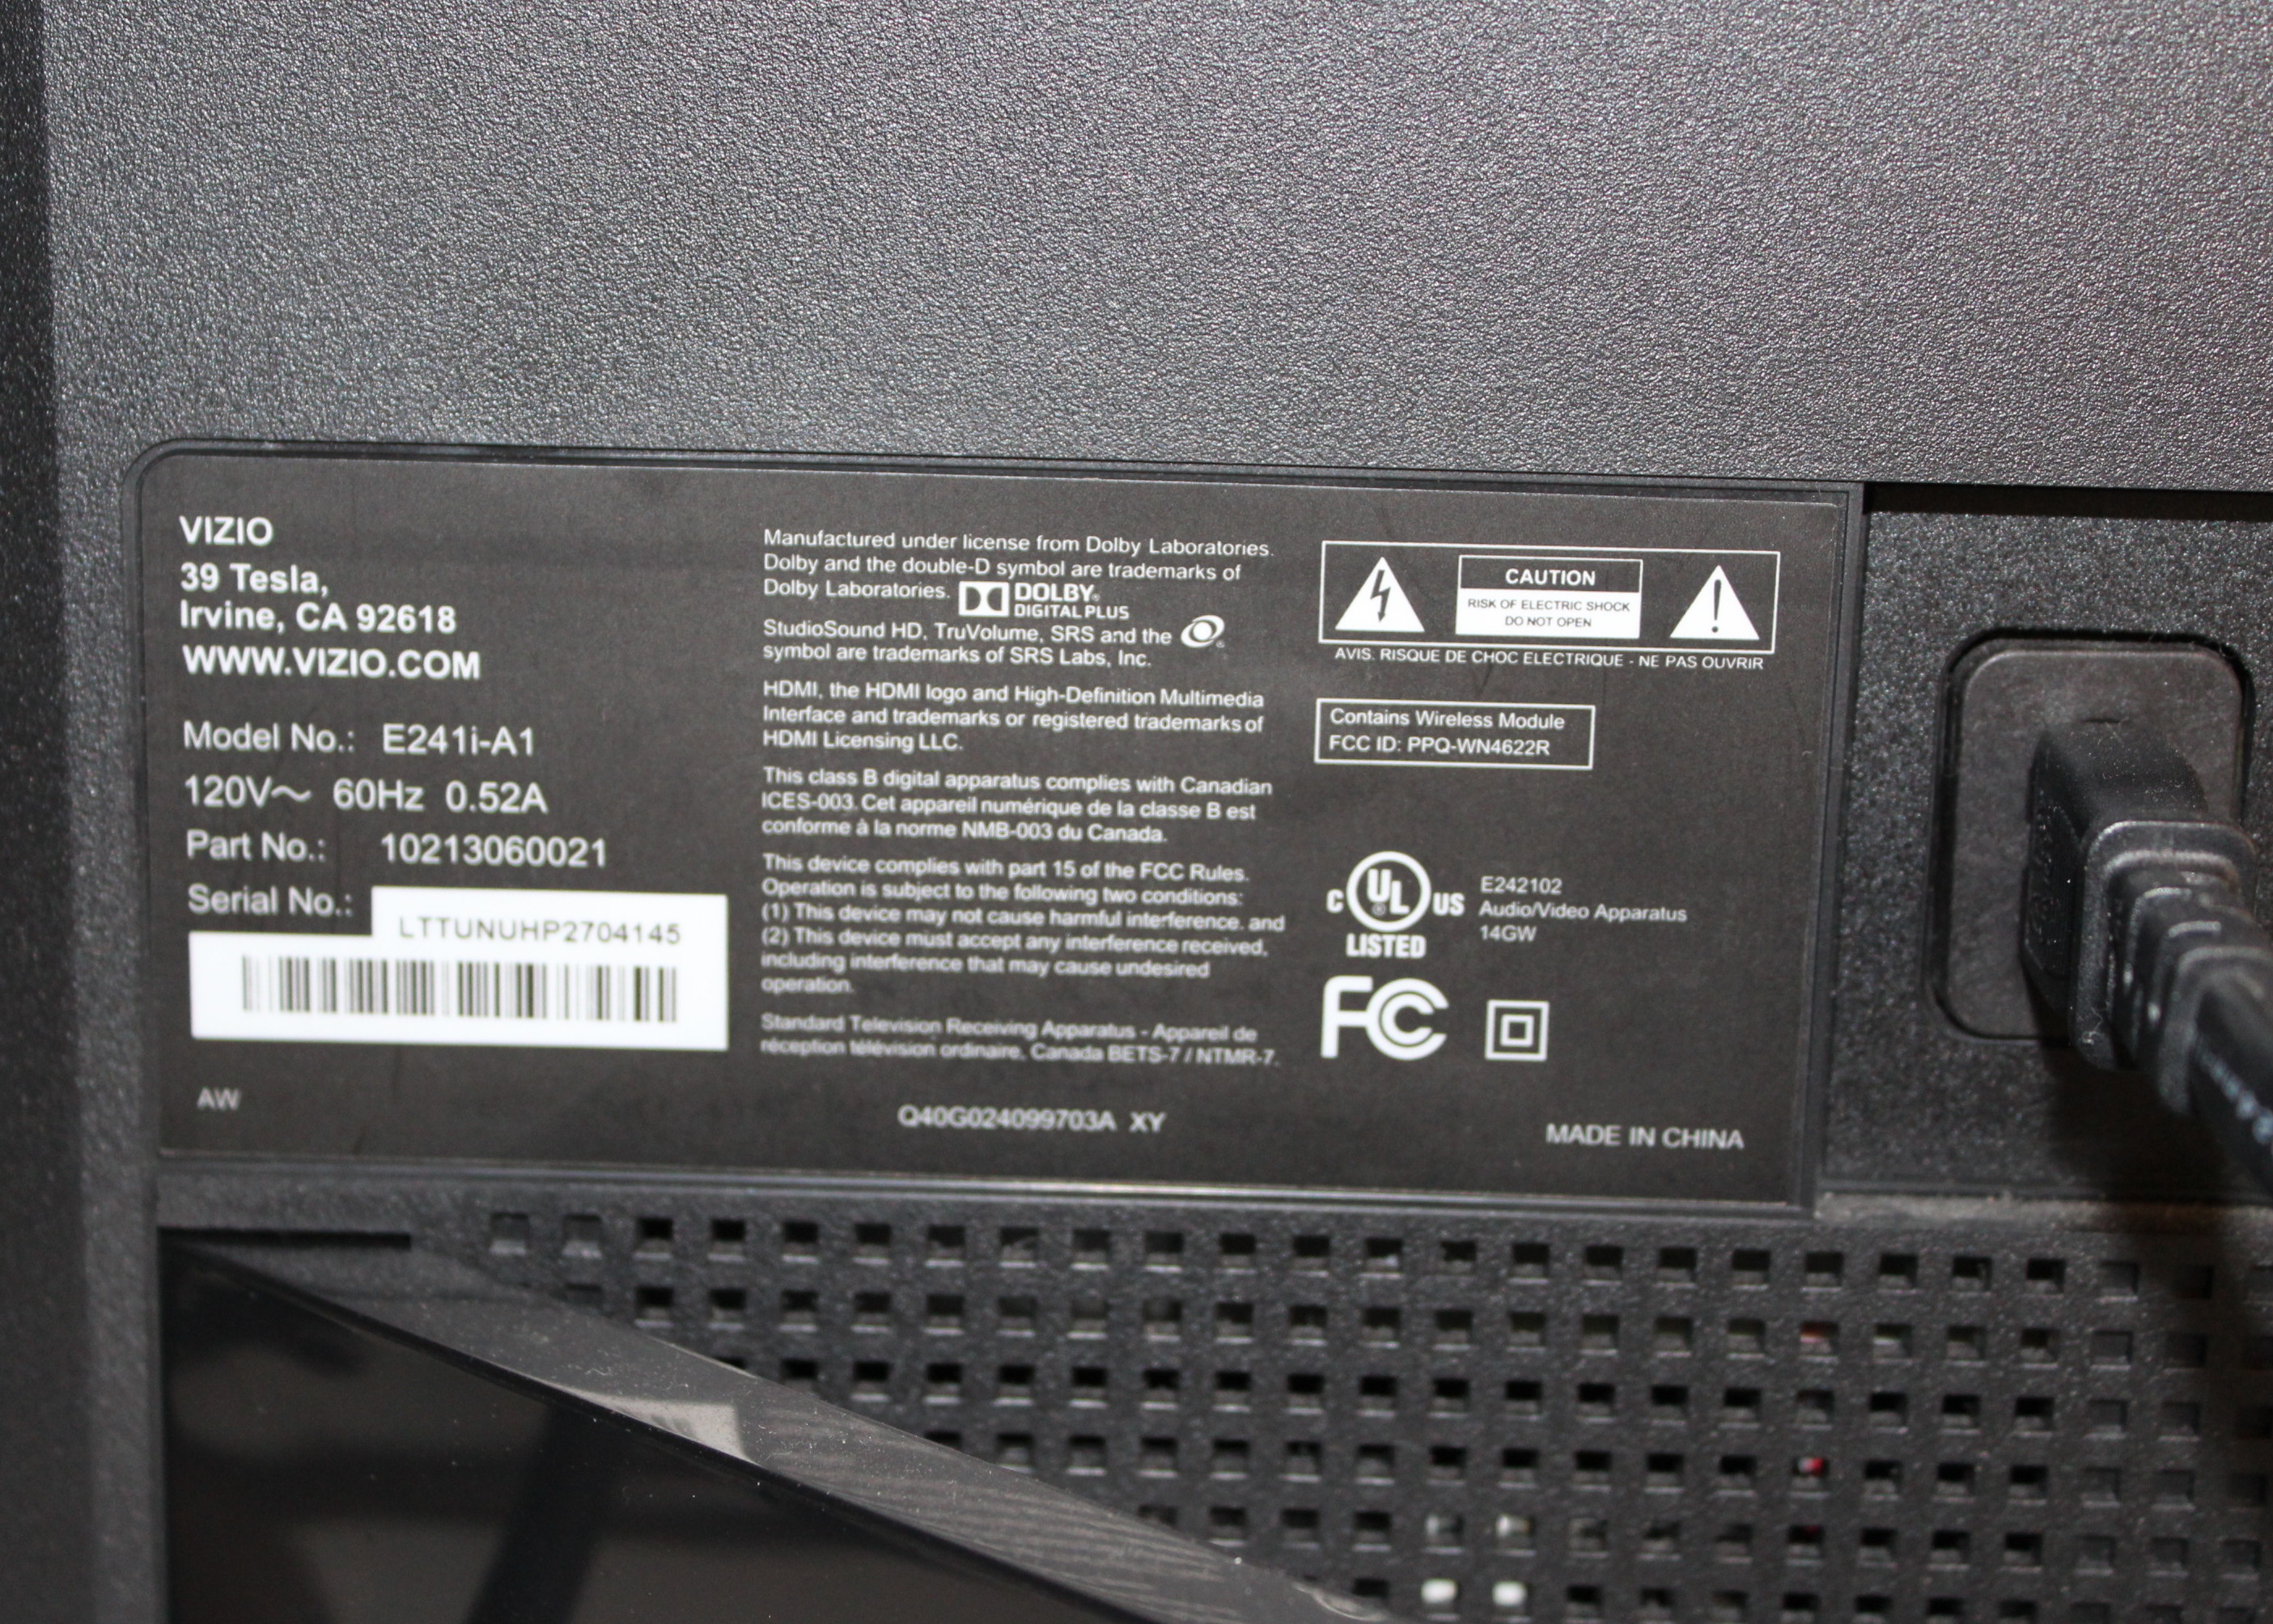 VIZIO
39 Tesla,
Irvine, CA 92618
WWW.VIZIO.COM
Model No.: E241i-A1
120V~ 60Hz 0.52A
Part No.: 10213060021
Serial No.:
LTTUNUHP2704145
AW
Manufactured under license from Dolby Laboratories.
Dolby and the double-D symbol are trademarks of
Dolby Laboratories.
DOLBY®
DIGITAL PLUS
StudioSound HD, TruVolume, SRS and the ®
symbol are trademarks of SRS Labs, Inc.
HDMI, the HDMI logo and High-Definition Multimedia
Interface and trademarks or registered trademarks of
HDMI Licensing LLC.
This class B digital apparatus complies with Canadian
ICES-003. Cet appareil numérique de la classe B est
conforme à la norme NMB-003 du Canada.
This device complies with part 15 of the FCC Rules.
Operation is subject to the following two conditions:
(1) This device may not cause harmful interference, and
(2) This device must accept any interference received,
including interference that may cause undesired
operation.
Standard Television Receiving Apparatus - Appareil de
réception télévision ordinaire, Canada BETS-7 / NTMR-7.
Q40G024099703A XY
CAUTION
RISK OF ELECTRIC SHOCK
DO NOT OPEN
AVIS. RISQUE DE CHOC ELECTRIQUE - NE PAS OUVRIR
Contains Wireless Module
FCC ID: PPQ-WN4622R
C UL® US
LISTED
E242102
Audio/Video Apparatus
14GW
FC
MADE IN CHINA